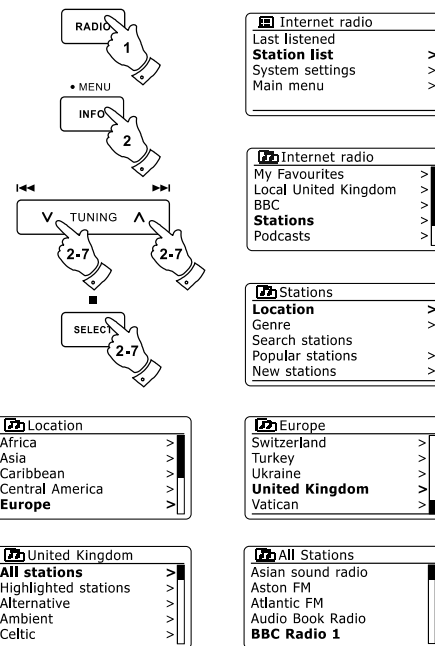 RADIO
1
• MENU
INFO
2
TUNING
2-7
2-7
SELECT
2-7
Internet radio
Last listened
Station list >
System settings >
Main menu >
Internet radio
My Favourites >
Local United Kingdom >
BBC >
Stations >
Podcasts >
Stations
Location >
Genre >
Search stations
Popular stations >
New stations >
Location
Africa >
Asia >
Caribbean >
Central America >
Europe >
Europe
Switzerland >
Turkey >
Ukraine >
United Kingdom >
Vatican >
United Kingdom
All stations >
Highlighted stations >
Alternative >
Ambient >
Celtic >
All Stations
Asian sound radio
Aston FM
Atlantic FM
Audio Book Radio
BBC Radio 1